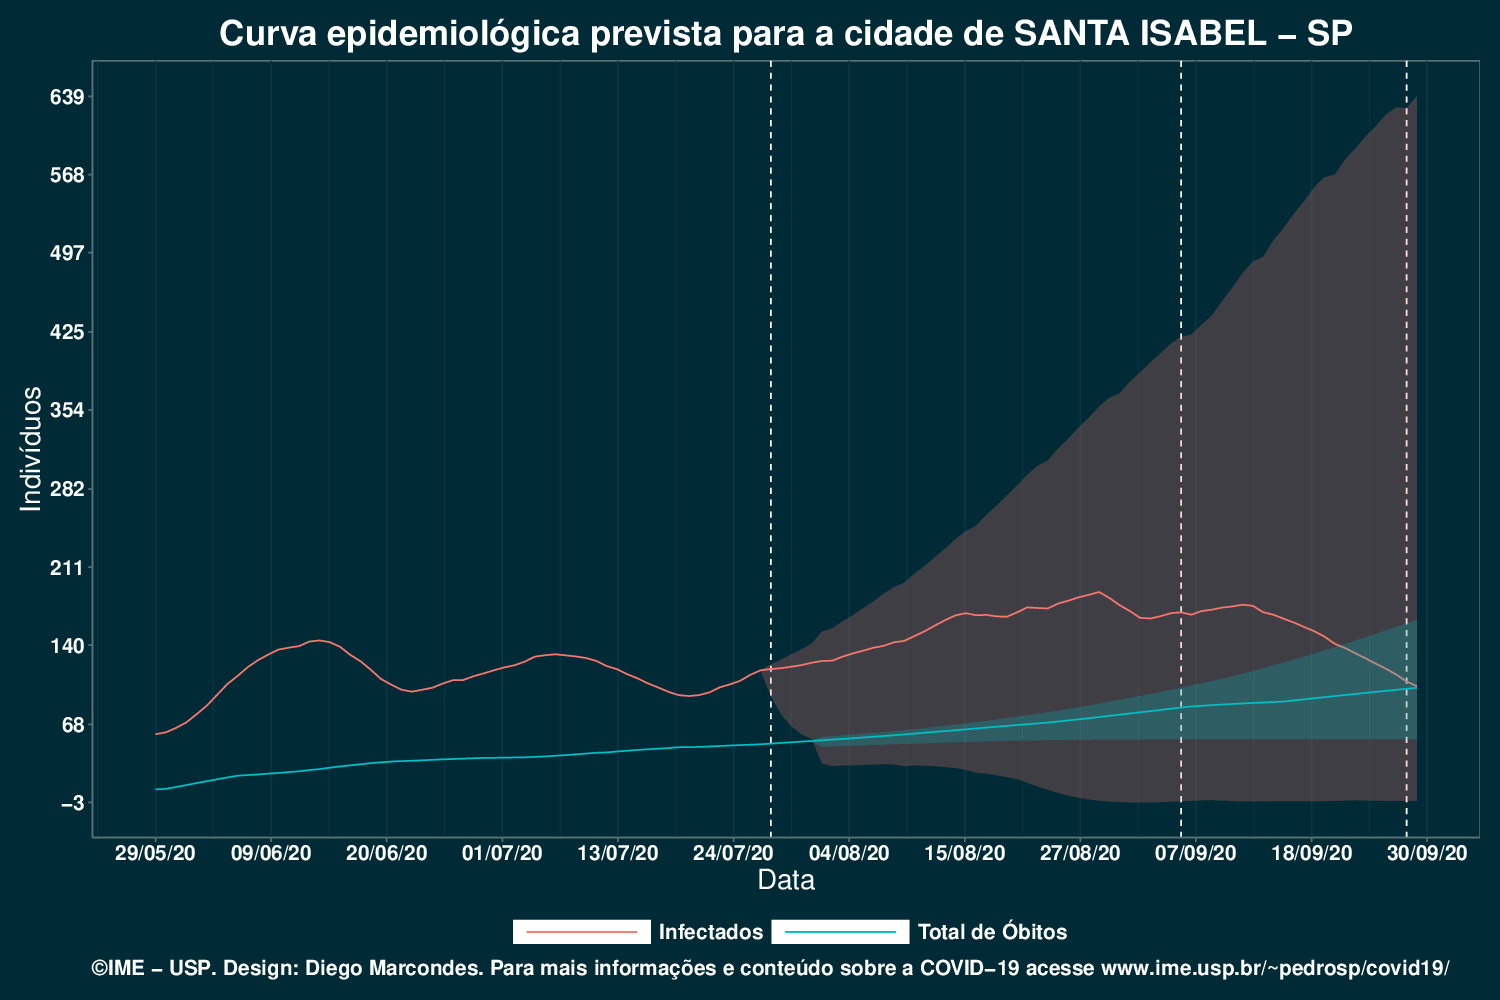 Curva epidemiológica prevista para a cidade de SANTA ISABEL − SP
Indivíduos
639
568
497
425
354
282
211
140
68
−3
29/05/20 09/06/20 20/06/20 01/07/20 13/07/20 24/07/20 04/08/20 15/08/20 27/08/20 07/09/20 18/09/20 30/09/20
Data
Infectados Total de Óbitos
©IME − USP. Design: Diego Marcondes. Para mais informações e conteúdo sobre a COVID−19 acesse www.ime.usp.br/~pedrosp/covid19/